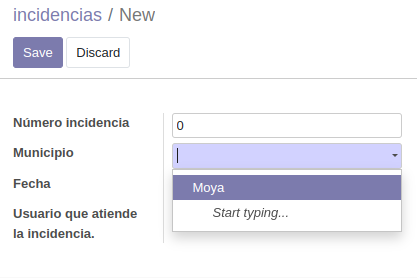 incidencias / New
Save Discard
Número incidencia 0
Municipio
Moya
Fecha
Start typing...
Usuario que atiende
la incidencia.